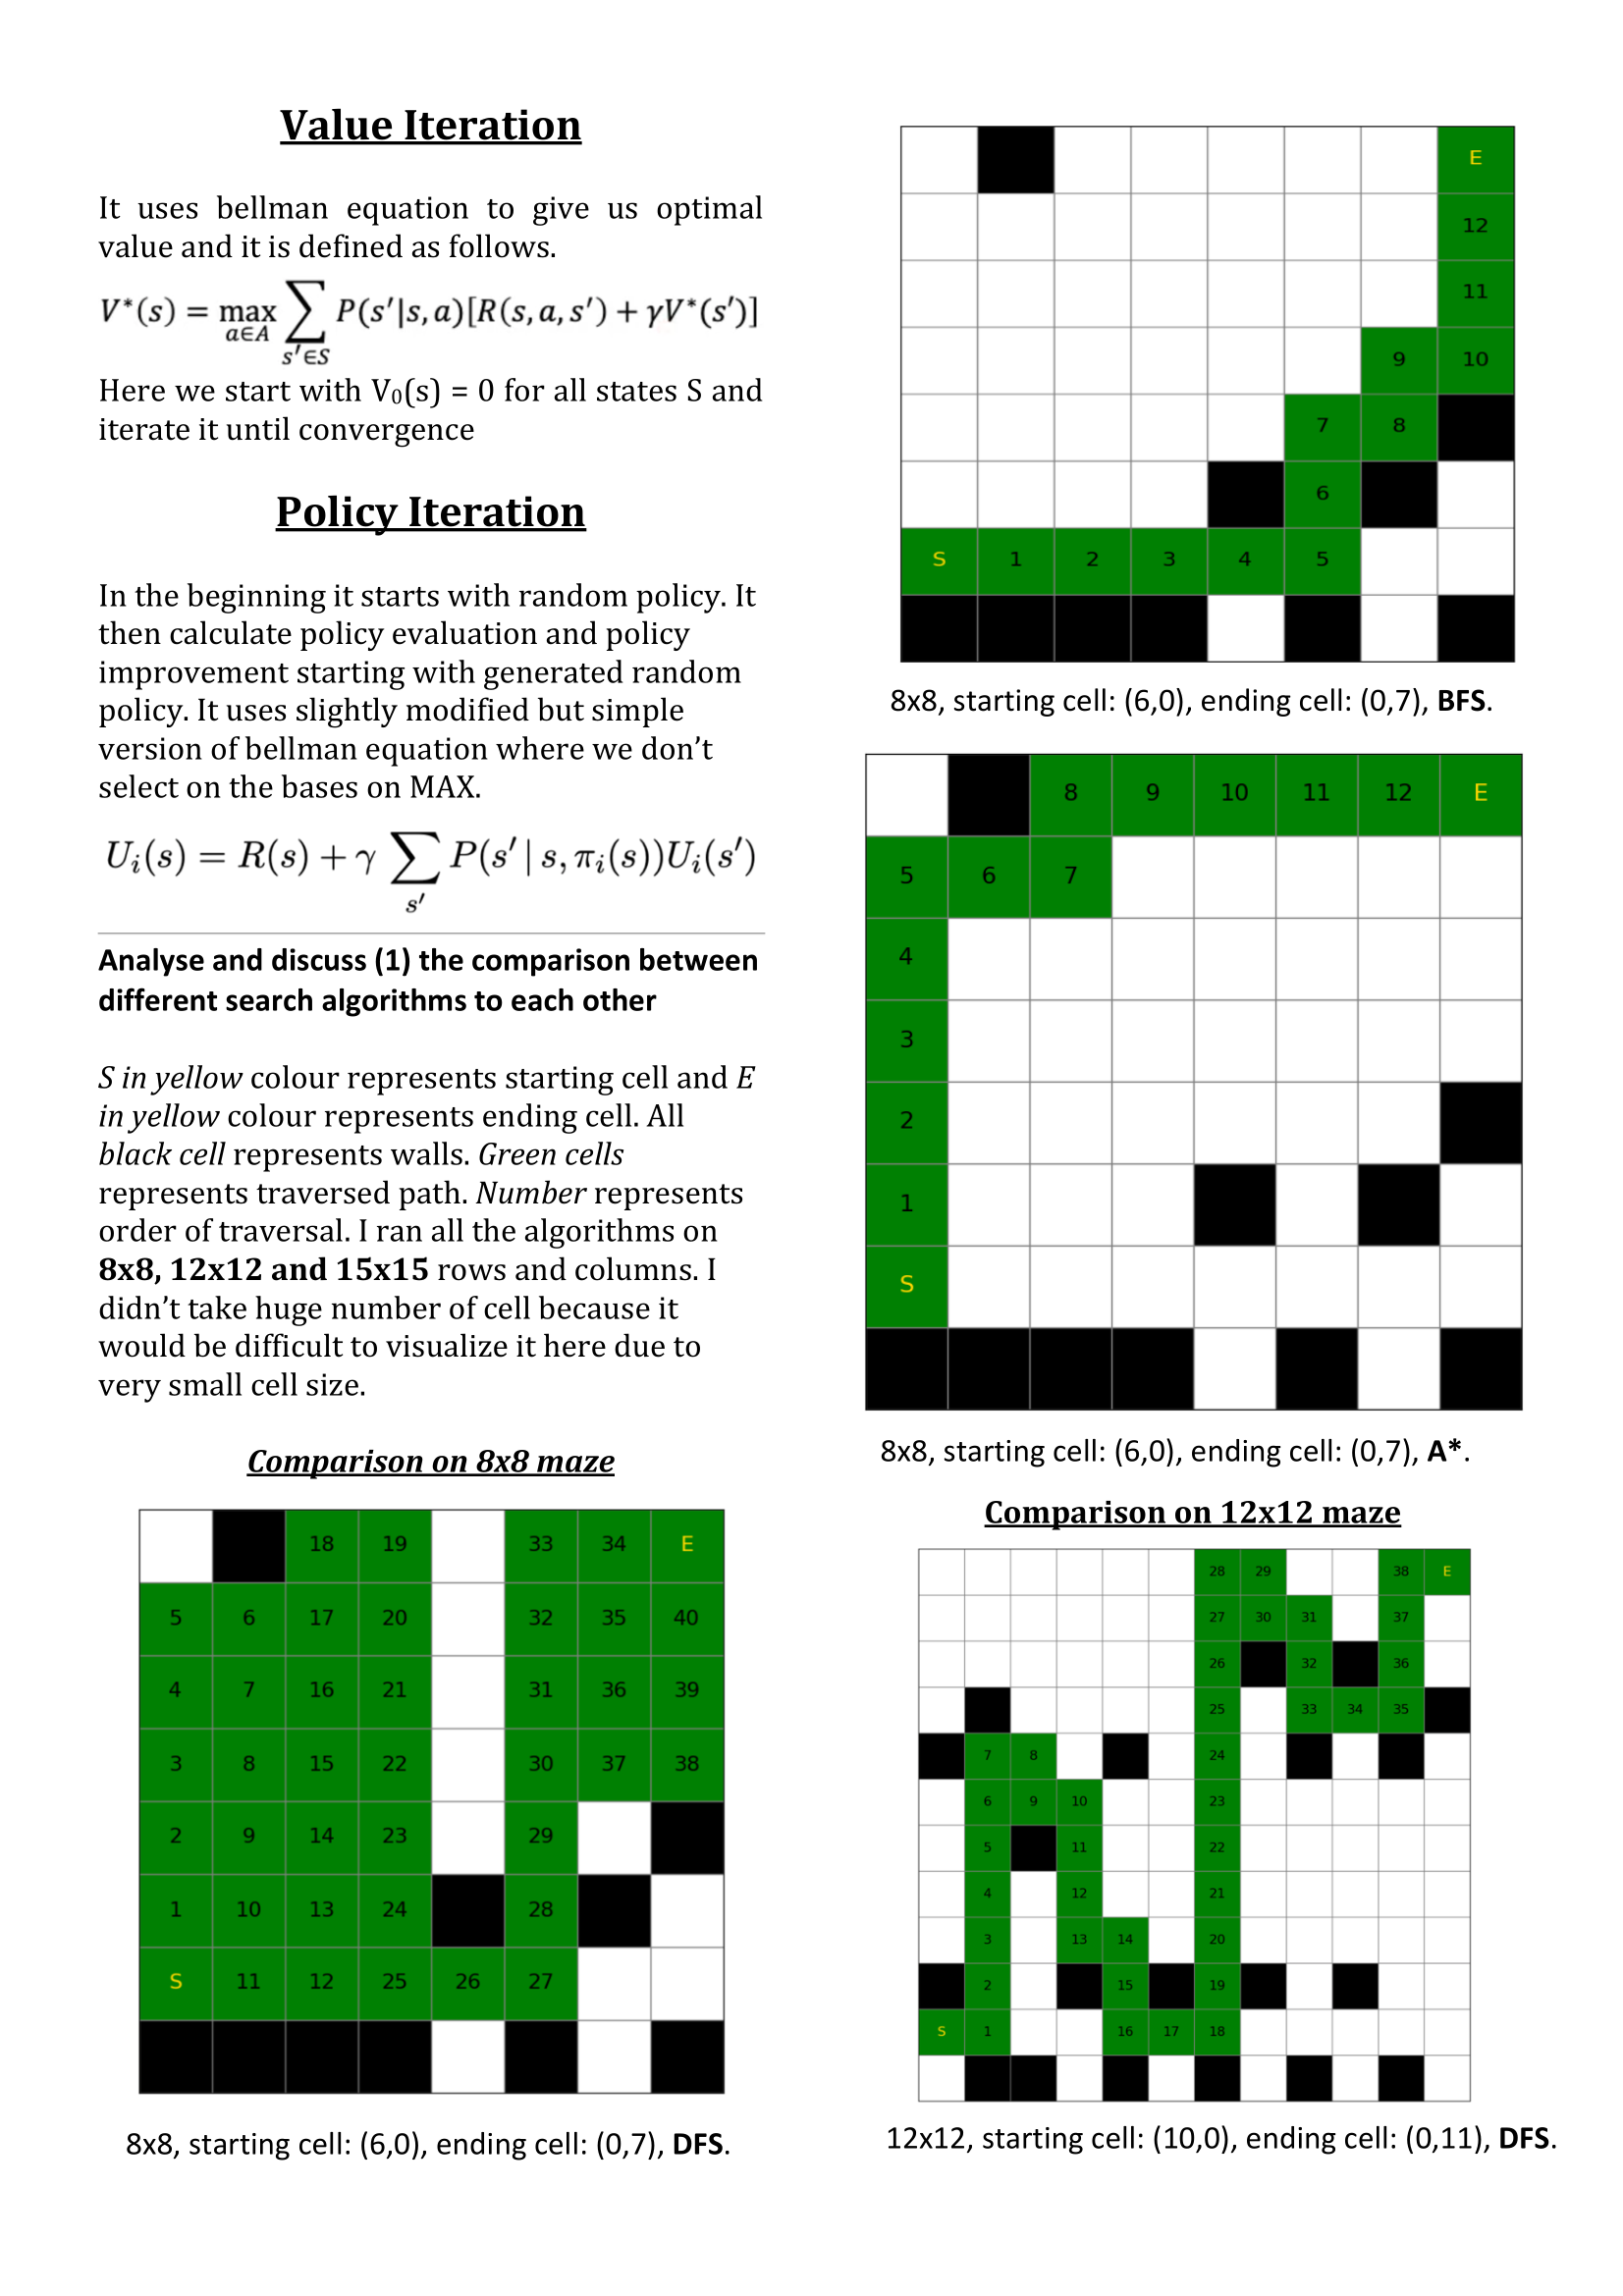 Value Iteration
It uses bellman equation to give us optimal
value and it is defined as follows.
V*(s) = max_{a∈A} ∑_{s'∈S} P(s'|s, a)[R(s, a, s') + γV*(s')]
Here we start with V₀(s) = 0 for all states S and
iterate it until convergence
Policy Iteration
In the beginning it starts with random policy. It
then calculate policy evaluation and policy
improvement starting with generated random
policy. It uses slightly modified but simple
version of bellman equation where we don't
select on the bases on MAX.
U_i(s) = R(s) + γ ∑_{s'} P(s' | s, π_i(s))U_i(s')
Analyse and discuss (1) the comparison between
different search algorithms to each other
S in yellow colour represents starting cell and E
in yellow colour represents ending cell. All
black cell represents walls. Green cells
represents traversed path. Number represents
order of traversal. I ran all the algorithms on
8x8, 12x12 and 15x15 rows and columns. I
didn't take huge number of cell because it
would be difficult to visualize it here due to
very small cell size.
Comparison on 8x8 maze
18 19 33 34 E
5 6 17 20 32 35 40
4 7 16 21 31 36 39
3 8 15 22 30 37 38
2 9 14 23 29
1 10 13 24 28
S 11 12 25 26 27
8x8, starting cell: (6,0), ending cell: (0,7), DFS.
E
12
11
9 10
7 8
6
S 1 2 3 4 5
8x8, starting cell: (6,0), ending cell: (0,7), BFS.
8 9 10 11 12 E
5 6 7
4
3
2
1
S
8x8, starting cell: (6,0), ending cell: (0,7), A*.
Comparison on 12x12 maze
28 29 38 E
27 30 31 37
26 32 36
25 33 34 35
7 8 24
6 9 10 23
5 11 22
4 12 21
3 13 14 20
2 15 19
S 1 16 17 18
12x12, starting cell: (10,0), ending cell: (0,11), DFS.